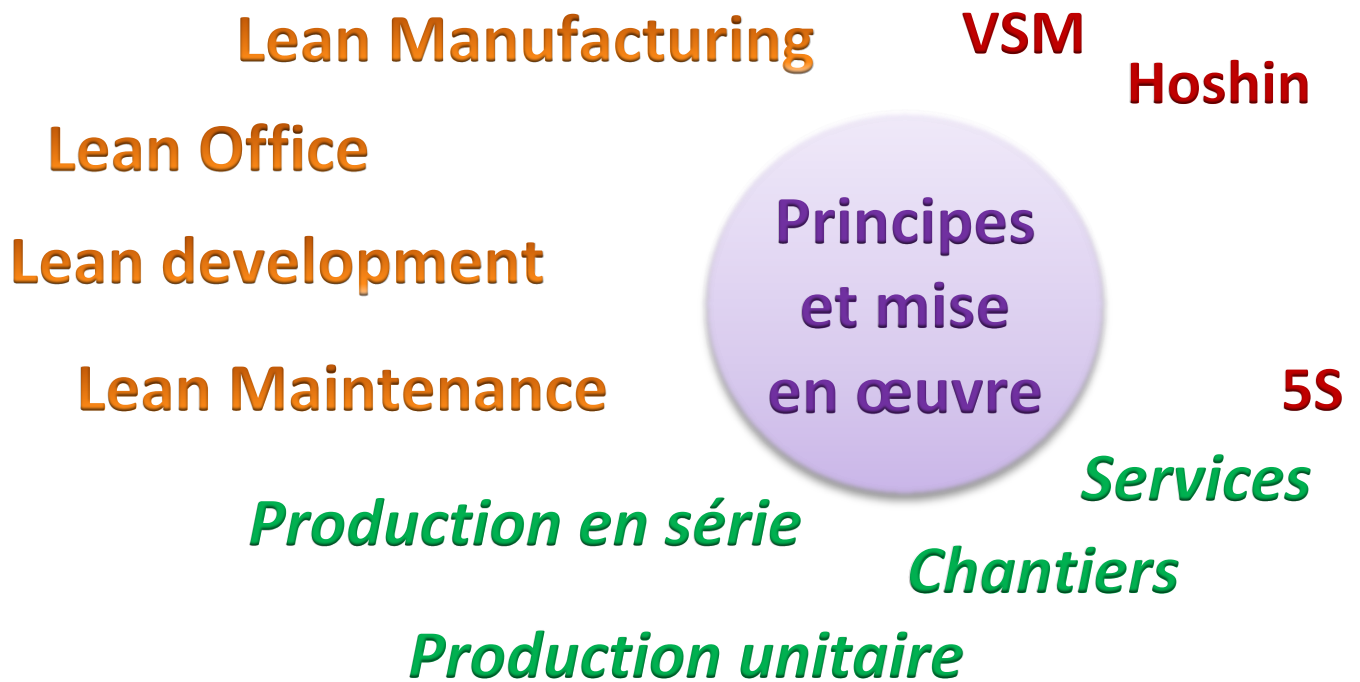 Lean Manufacturing
VSM
Hoshin
Lean Office
Principes
et mise
en œuvre
Lean development
Lean Maintenance
5S
Services
Production en série
Chantiers
Production unitaire